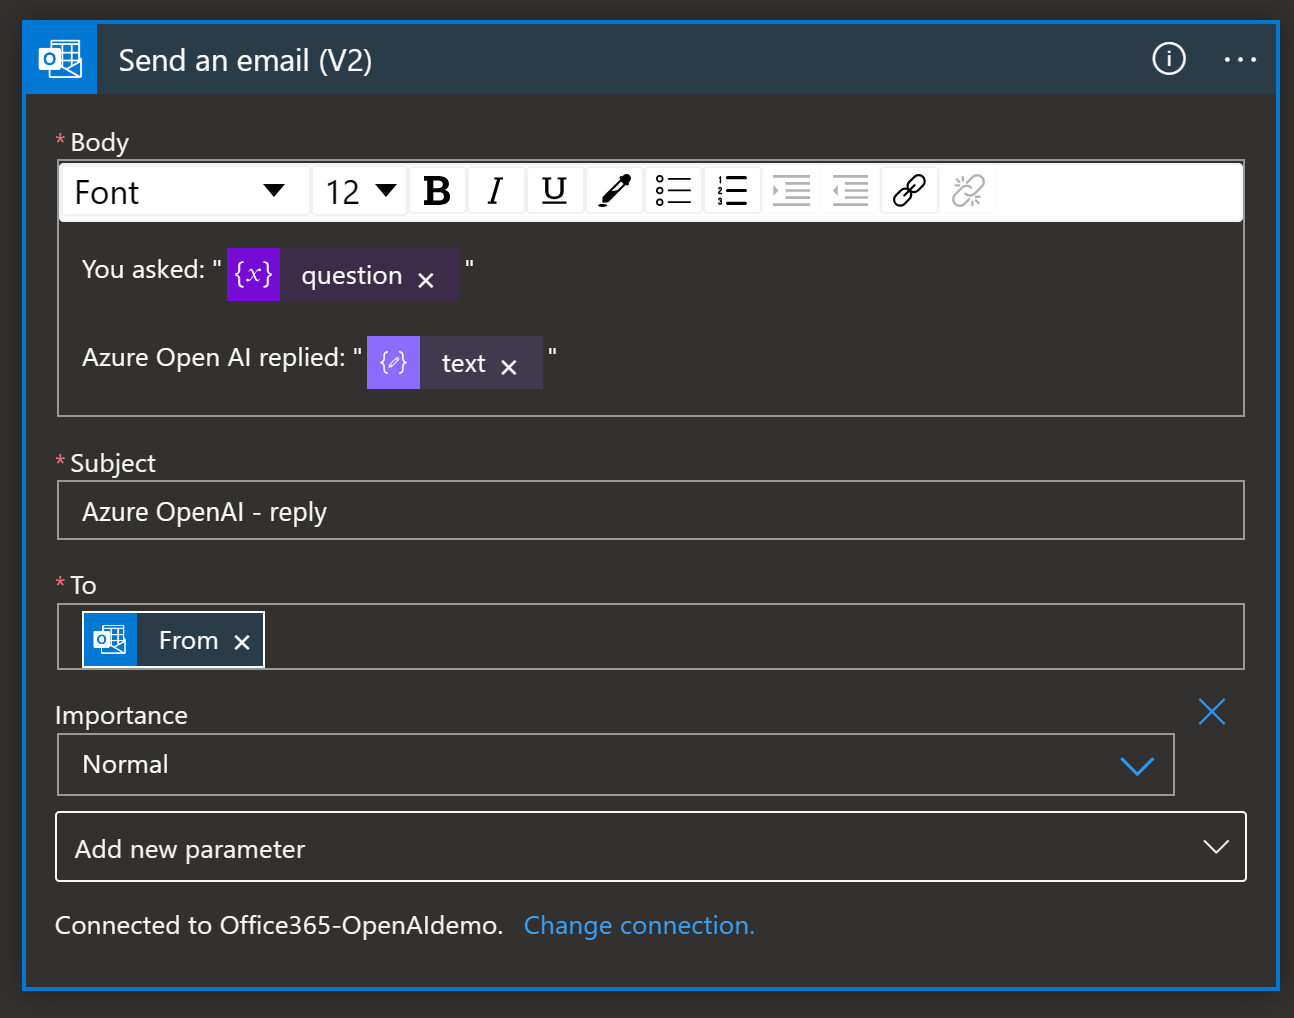 Send an email (V2)
* Body
Font 12 B I U
You asked: " {x} question × "
Azure Open AI replied: " text × "
* Subject
Azure OpenAI - reply
* To
From ×
Importance
Normal
Add new parameter
Connected to Office365-OpenAIdemo. Change connection.